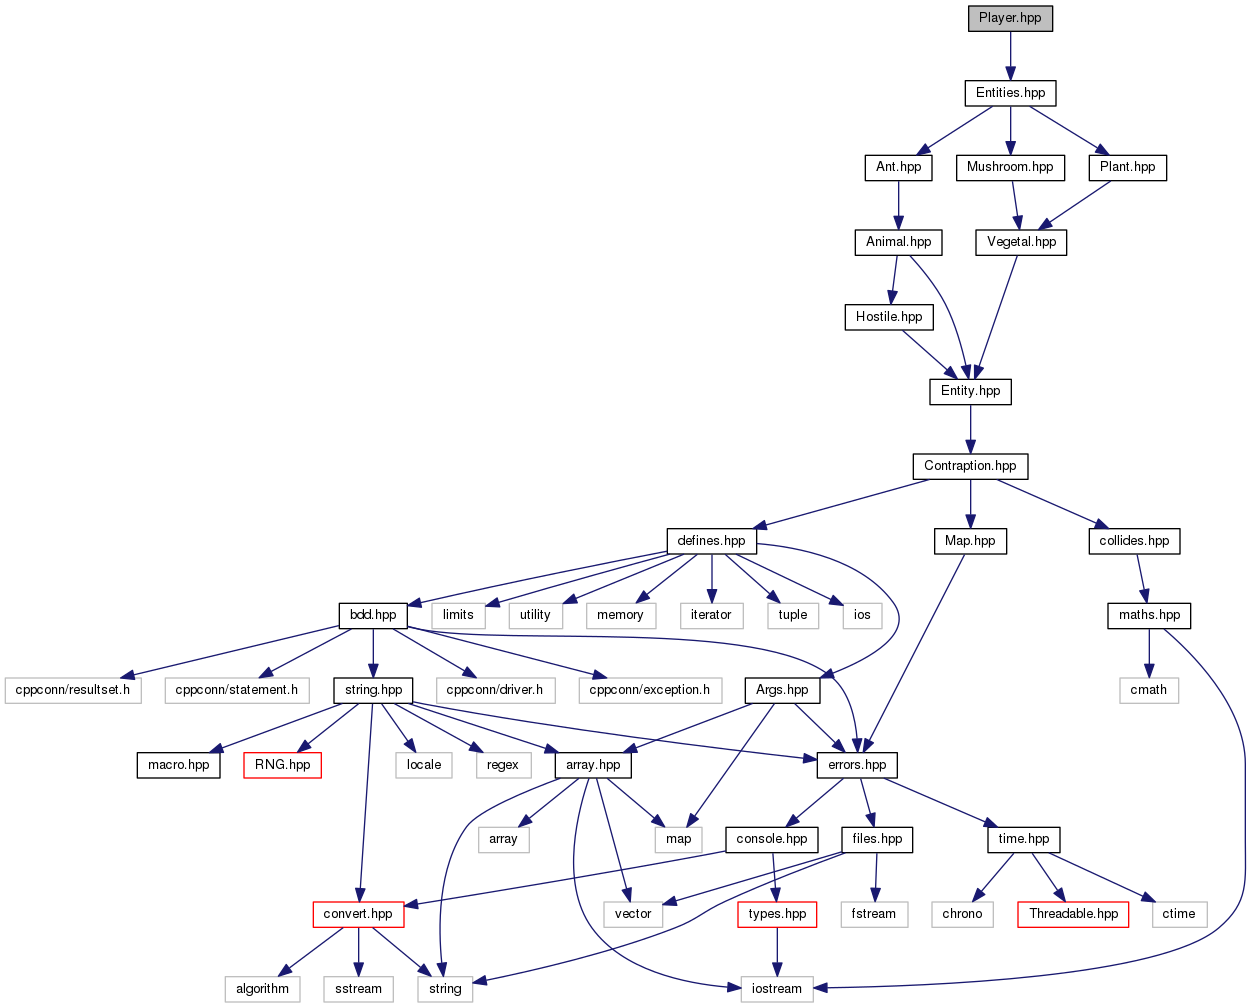 Player.hpp
Entities.hpp
Ant.hpp
Mushroom.hpp
Plant.hpp
Animal.hpp
Vegetal.hpp
Hostile.hpp
Entity.hpp
Contraption.hpp
defines.hpp
Map.hpp
collides.hpp
bdd.hpp
limits
utility
memory
iterator
tuple
ios
maths.hpp
cppconn/resultset.h
cppconn/statement.h
string.hpp
cppconn/driver.h
cppconn/exception.h
Args.hpp
cmath
macro.hpp
RNG.hpp
locale
regex
array.hpp
errors.hpp
array
map
console.hpp
files.hpp
time.hpp
convert.hpp
vector
types.hpp
fstream
chrono
Threadable.hpp
ctime
algorithm
sstream
string
iostream